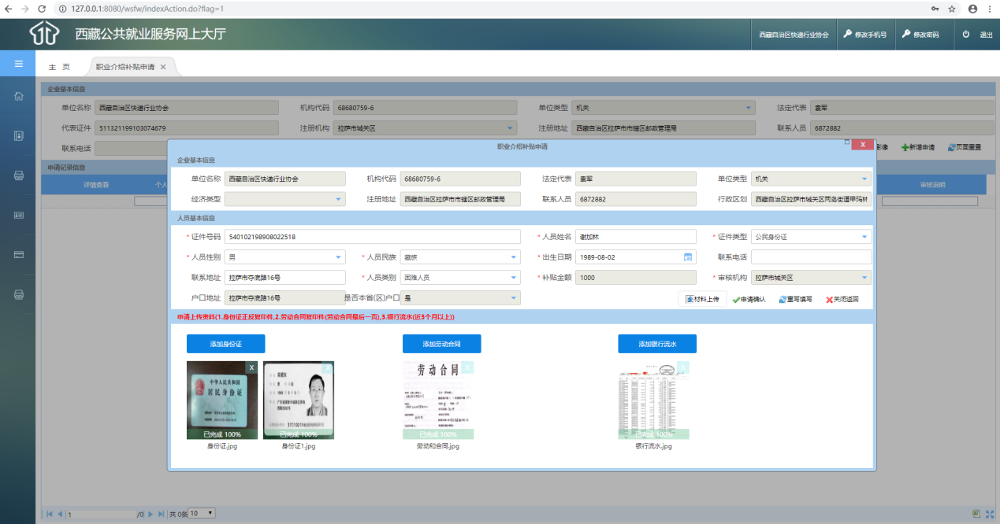 127.0.0.1:8080/wsfw/indexAction.do?flag=1
西藏公共就业服务网上大厅
西藏自治区快递行业协会 修改手机号 修改密码 退出
主 页 职业介绍补贴申请 ×
企业基本信息
单位名称 西藏自治区快递行业协会 机构代码 68680759-6 单位类型 机关 法定代表 袁军
代表证件 511321199103074679 注册机构 拉萨市城关区 注册地址 西藏自治区拉萨市市辖区邮政管理局 联系人员 6872882
联系电话 影像 新增申请 页面重置
申请记录信息
详情查看 个人 审核说明
职业介绍补贴申请 X
企业基本信息
单位名称 西藏自治区快递行业协会 机构代码 68680759-6 法定代表 袁军 单位类型 机关
经济类型 注册地址 西藏自治区拉萨市市辖区邮政管理局 联系人员 6872882 行政区划 西藏自治区拉萨市城关区两岛街道甲玛林
人员基本信息
* 证件号码 540102198908022518 * 人员姓名 谢加林 * 证件类型 公民身份证
* 人员性别 男 * 人员民族 藏族 * 出生日期 1989-08-02 联系电话
联系地址 拉萨市夺底路16号 * 人员类别 困难人员 * 补贴金额 1000 * 审核机构 拉萨市城关区
户口地址 拉萨市夺底路16号 是否本省(区)户口 是 材料上传 申请确认 重写填写 关闭返回
申请上传资料(1.身份证正反复印件,2.劳动合同复印件(劳动合同最后一页),3.银行流水(近3个月以上))
添加身份证 添加劳动合同 添加银行流水
X X X X
中华人民共和国
居民身份证
劳动合同
已完成 100% 已完成 100% 已完成 100% 已完成 100%
身份证.jpg 身份证1.jpg 劳动和合同.jpg 银行流水.jpg
1 /0 共 0条 10